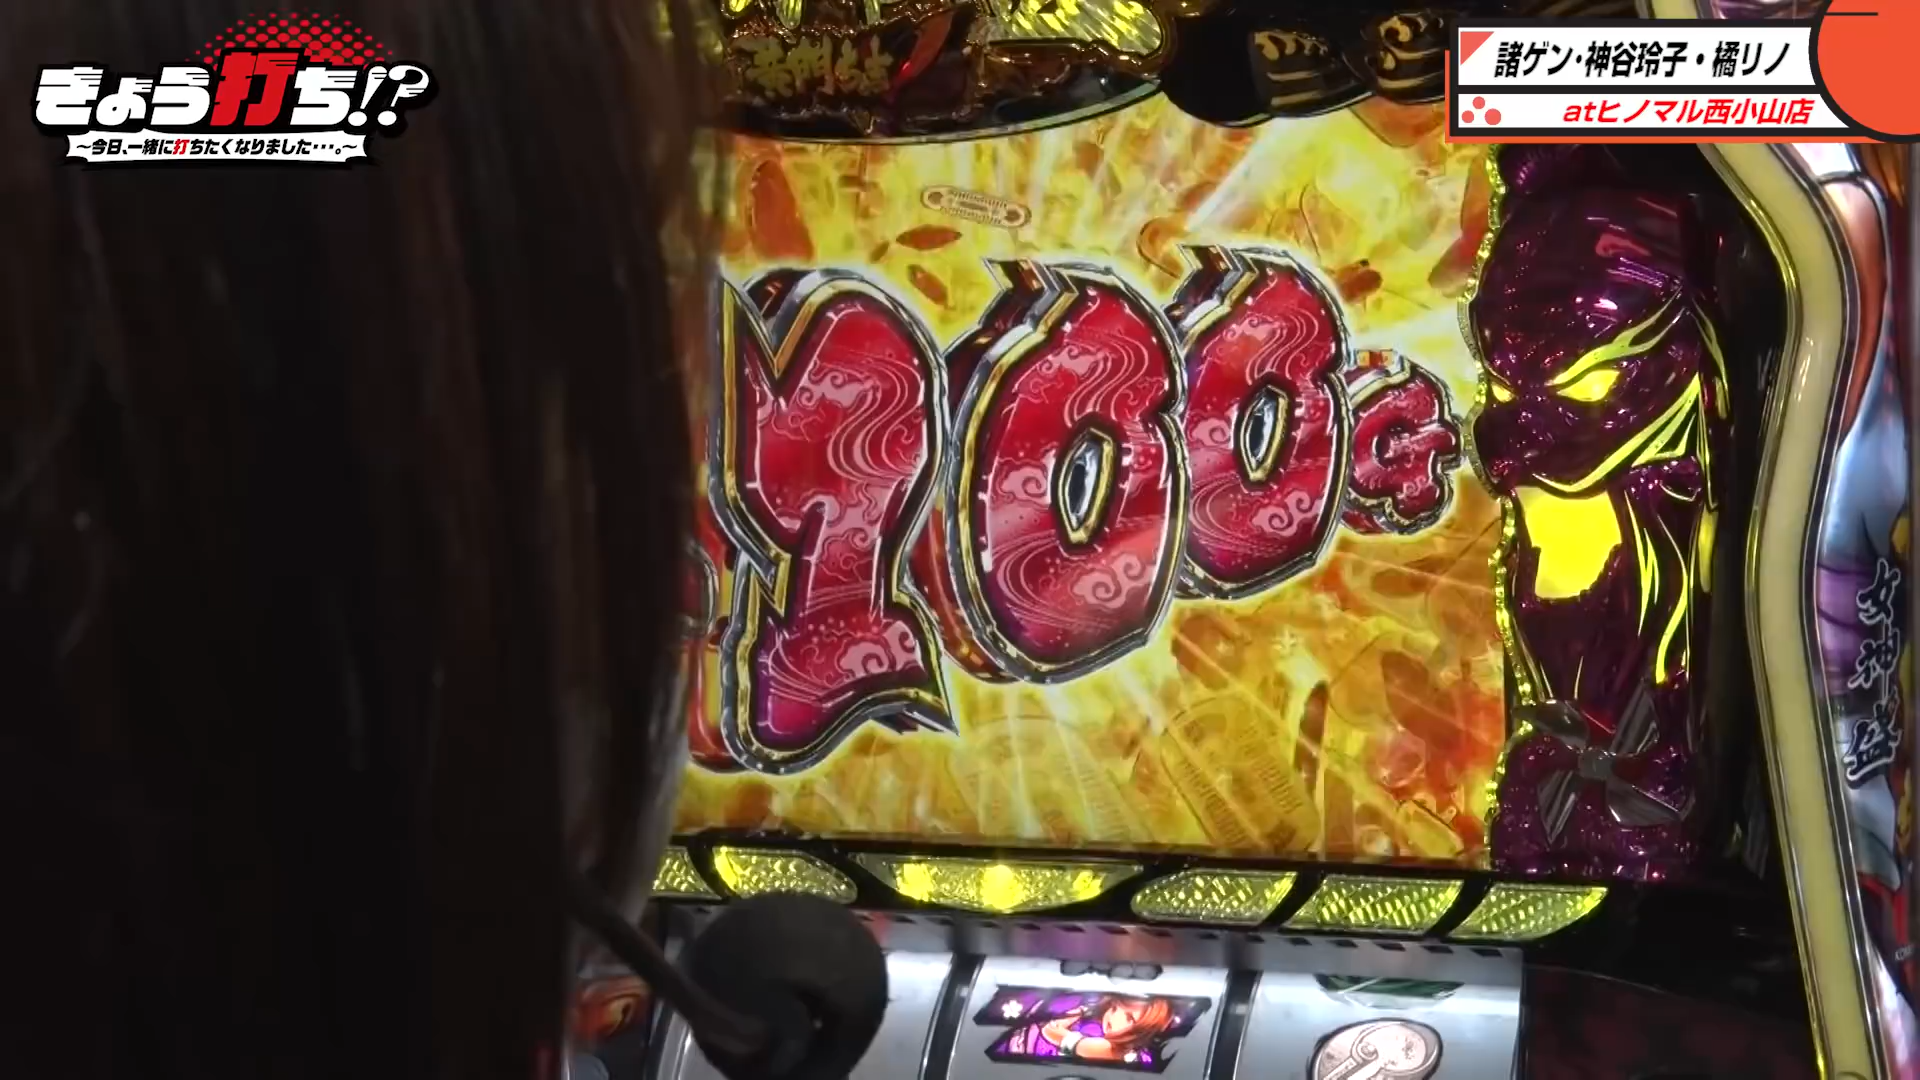 きょう打ち!?
~今日、一緒に打ちたくなりました…。~
諸ゲン・神谷玲子・橘リノ
atヒノマル西小山店
100G
女神盛